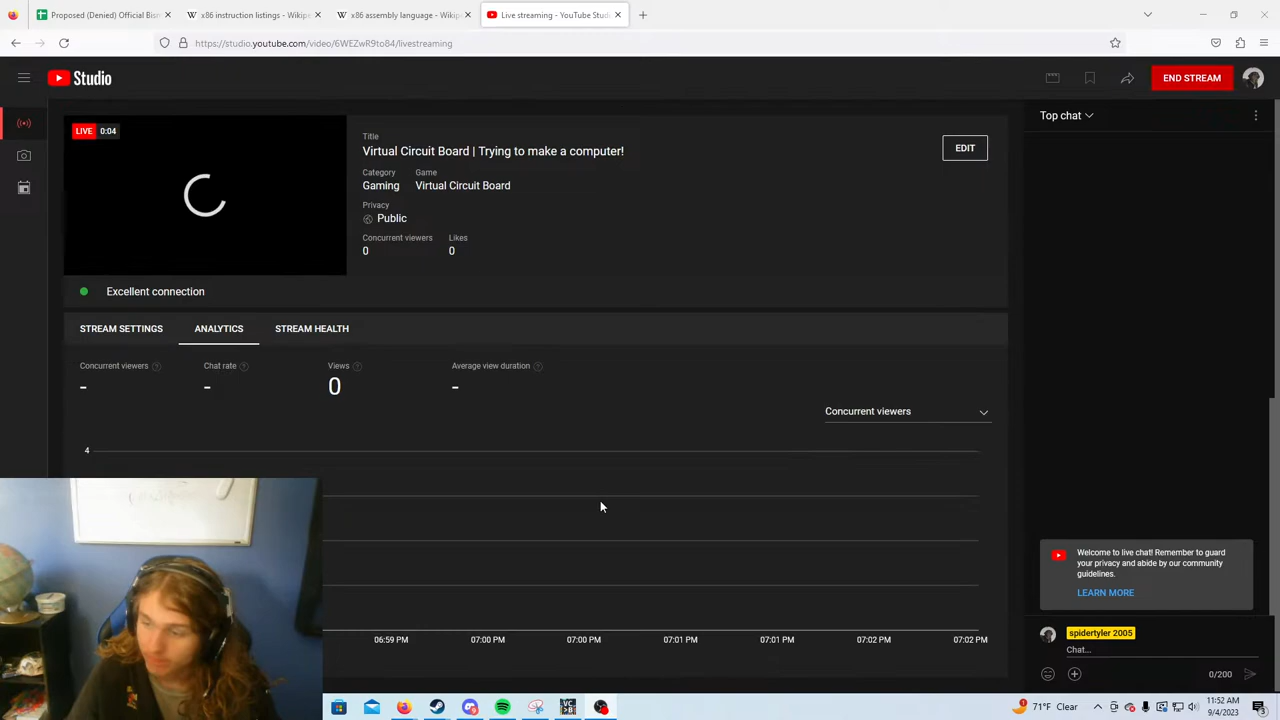 Proposed (Denied) Official Bism
x86 instruction listings - Wikipe
x86 assembly language - Wikipe
Live streaming - YouTube Studi
https://studio.youtube.com/video/6WEZwR9to84/livestreaming
Studio
END STREAM
LIVE 0:04
Title
Virtual Circuit Board | Trying to make a computer!
EDIT
Category Game
Gaming Virtual Circuit Board
Privacy
Public
Concurrent viewers Likes
0 0
Excellent connection
STREAM SETTINGS ANALYTICS STREAM HEALTH
Concurrent viewers Chat rate Views Average view duration
- - 0 -
Concurrent viewers
4
06:59 PM 07:00 PM 07:00 PM 07:01 PM 07:01 PM 07:02 PM 07:02 PM
Top chat
Welcome to live chat! Remember to guard
your privacy and abide by our community
guidelines.
LEARN MORE
spidertyler 2005
Chat...
0/200
VC
B
71°F Clear
11:52 AM
9/4/2023